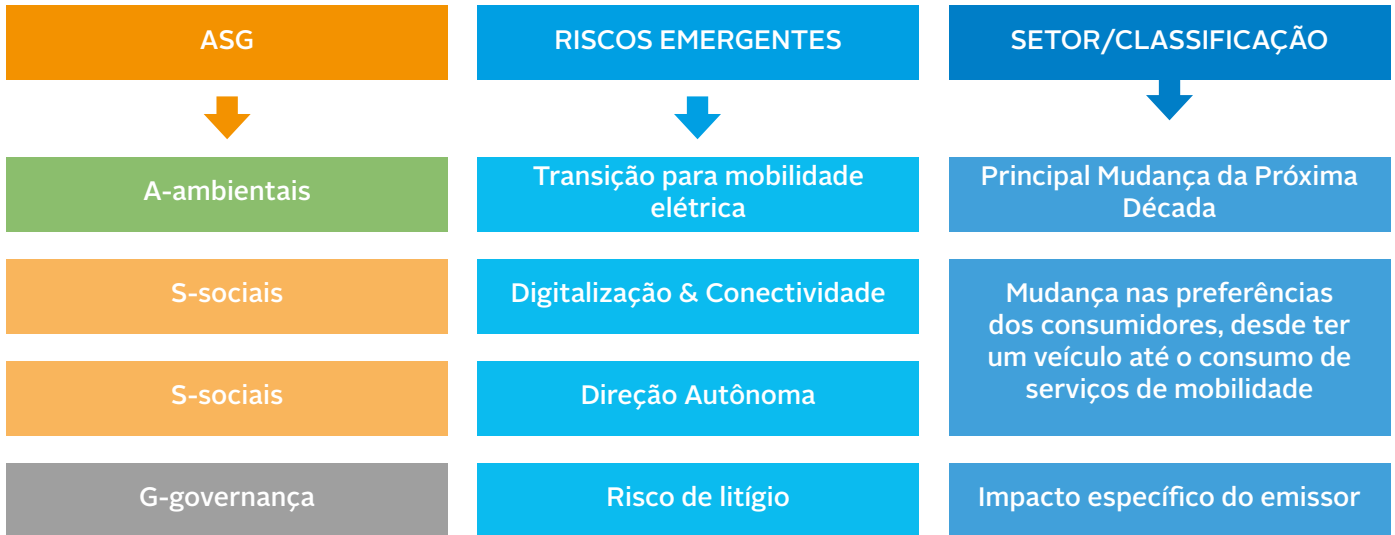 ASG
RISCOS EMERGENTES
SETOR/CLASSIFICAÇÃO
A-ambientais
Transição para mobilidade
elétrica
Principal Mudança da Próxima
Década
S-sociais
Digitalização & Conectividade
Mudança nas preferências
dos consumidores, desde ter
um veículo até o consumo de
serviços de mobilidade
S-sociais
Direção Autônoma
G-governança
Risco de litígio
Impacto específico do emissor